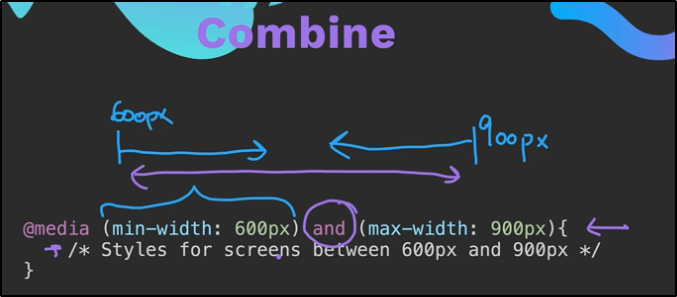 Combine
600px
900px
@media (min-width: 600px) and (max-width: 900px){
/* Styles for screens between 600px and 900px */
}